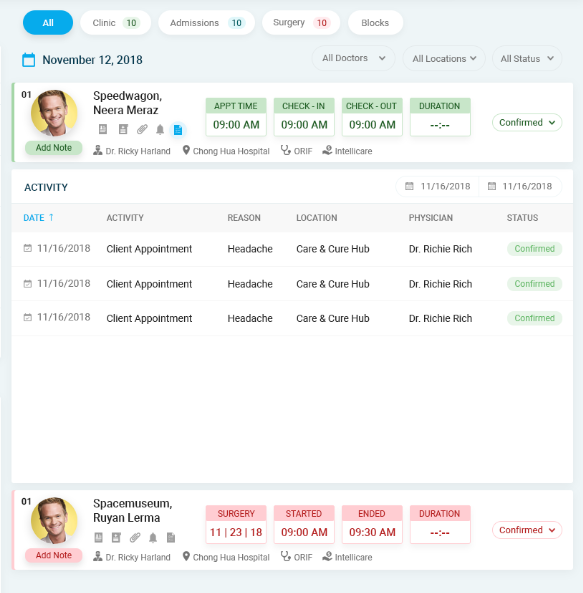 All Clinic 10 Admissions 10 Surgery 10 Blocks
November 12, 2018 All Doctors All Locations All Status
01
Speedwagon,
Neera Meraz
APPT TIME CHECK - IN CHECK - OUT DURATION
09:00 AM 09:00 AM 09:00 AM --:--
Confirmed
Add Note
Dr. Ricky Harland Chong Hua Hospital ORIF Intellicare
ACTIVITY 11/16/2018 11/16/2018
DATE ↑ ACTIVITY REASON LOCATION PHYSICIAN STATUS
11/16/2018 Client Appointment Headache Care & Cure Hub Dr. Richie Rich Confirmed
11/16/2018 Client Appointment Headache Care & Cure Hub Dr. Richie Rich Confirmed
11/16/2018 Client Appointment Headache Care & Cure Hub Dr. Richie Rich Confirmed
01
Spacemuseum,
Ruyan Lerma
SURGERY STARTED ENDED DURATION
11 | 23 | 18 09:00 AM 09:30 AM --:--
Confirmed
Add Note
Dr. Ricky Harland Chong Hua Hospital ORIF Intellicare